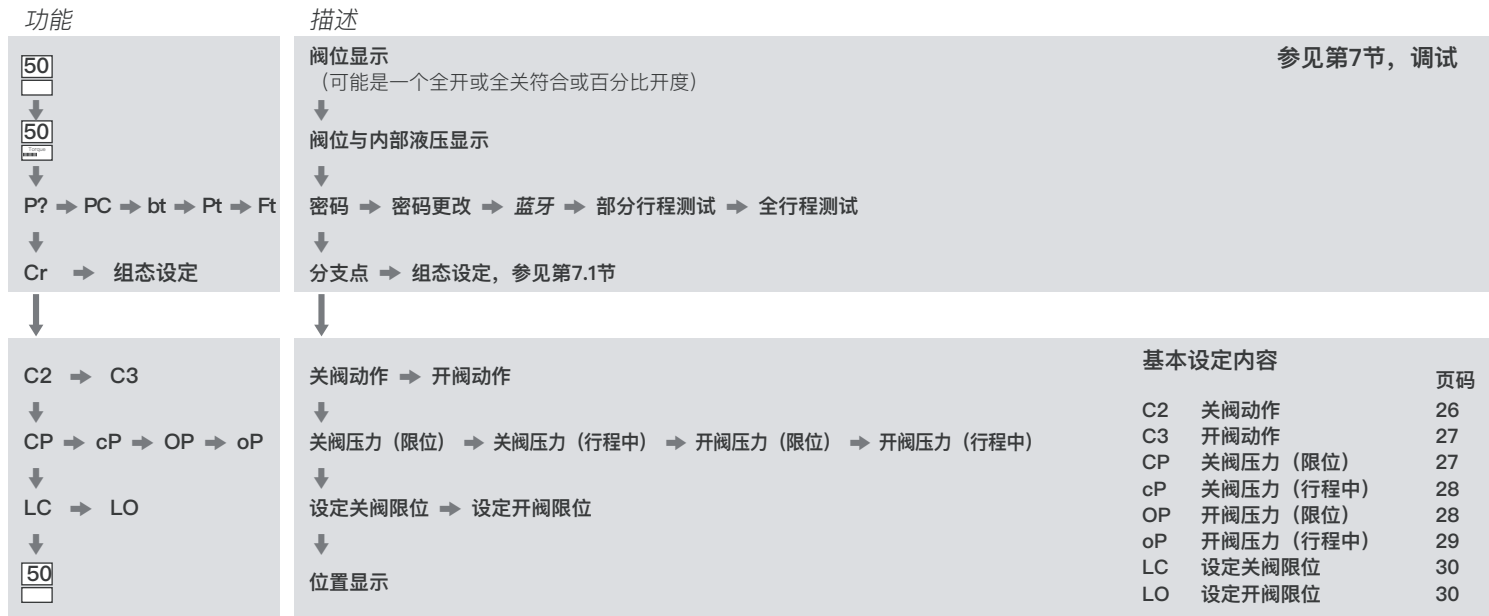 功能 描述
50
阀位显示 参见第7节，调试
（可能是一个全开或全关符合或百分比开度）
50
Torque
阀位与内部液压显示
P? ➡ PC ➡ bt ➡ Pt ➡ Ft 密码 ➡ 密码更改 ➡ 蓝牙 ➡ 部分行程测试 ➡ 全行程测试
Cr ➡ 组态设定 分支点 ➡ 组态设定，参见第7.1节
C2 ➡ C3 关阀动作 ➡ 开阀动作
CP ➡ cP ➡ OP ➡ oP 关阀压力（限位） ➡ 关阀压力（行程中） ➡ 开阀压力（限位） ➡ 开阀压力（行程中）
LC ➡ LO 设定关阀限位 ➡ 设定开阀限位
50 位置显示
基本设定内容
页码
C2 关阀动作 26
C3 开阀动作 27
CP 关阀压力（限位） 27
cP 关阀压力（行程中） 28
OP 开阀压力（限位） 28
oP 开阀压力（行程中） 29
LC 设定关阀限位 30
LO 设定开阀限位 30